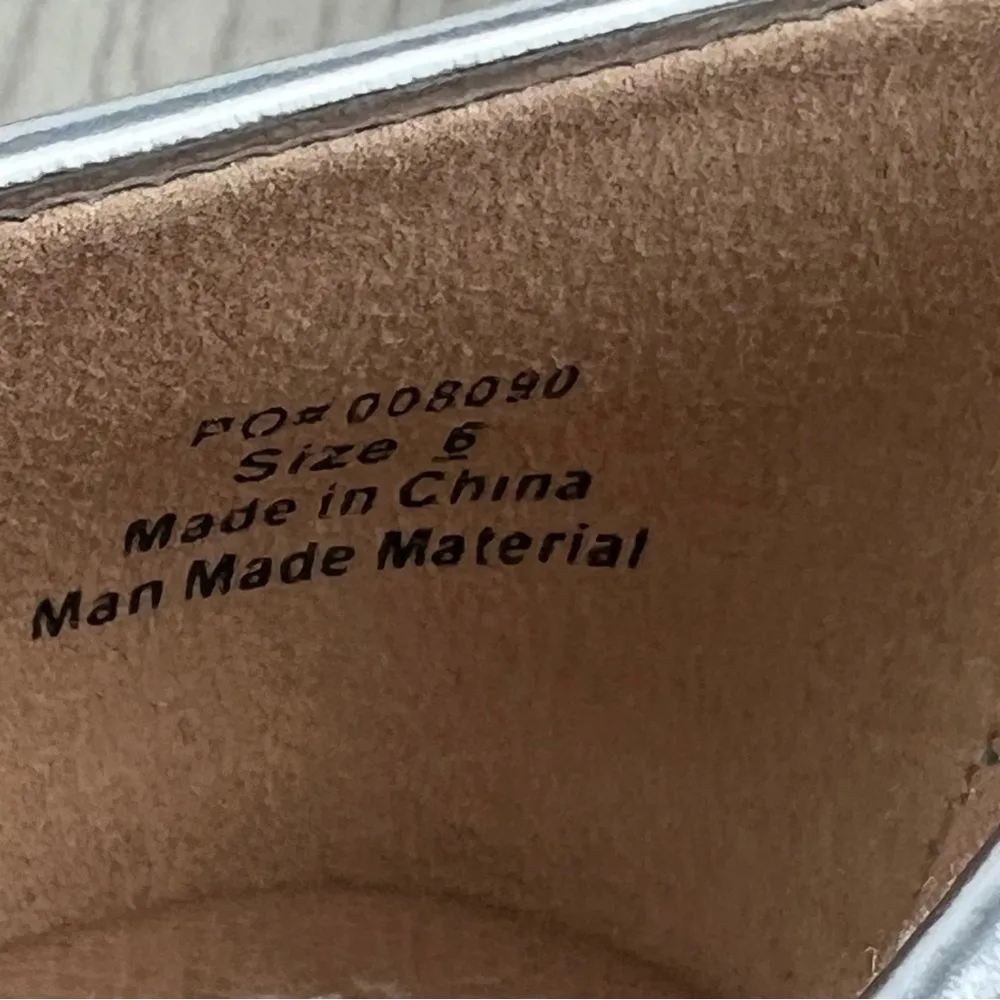 PO# 008090
Size 6
Made in China
Man Made Material